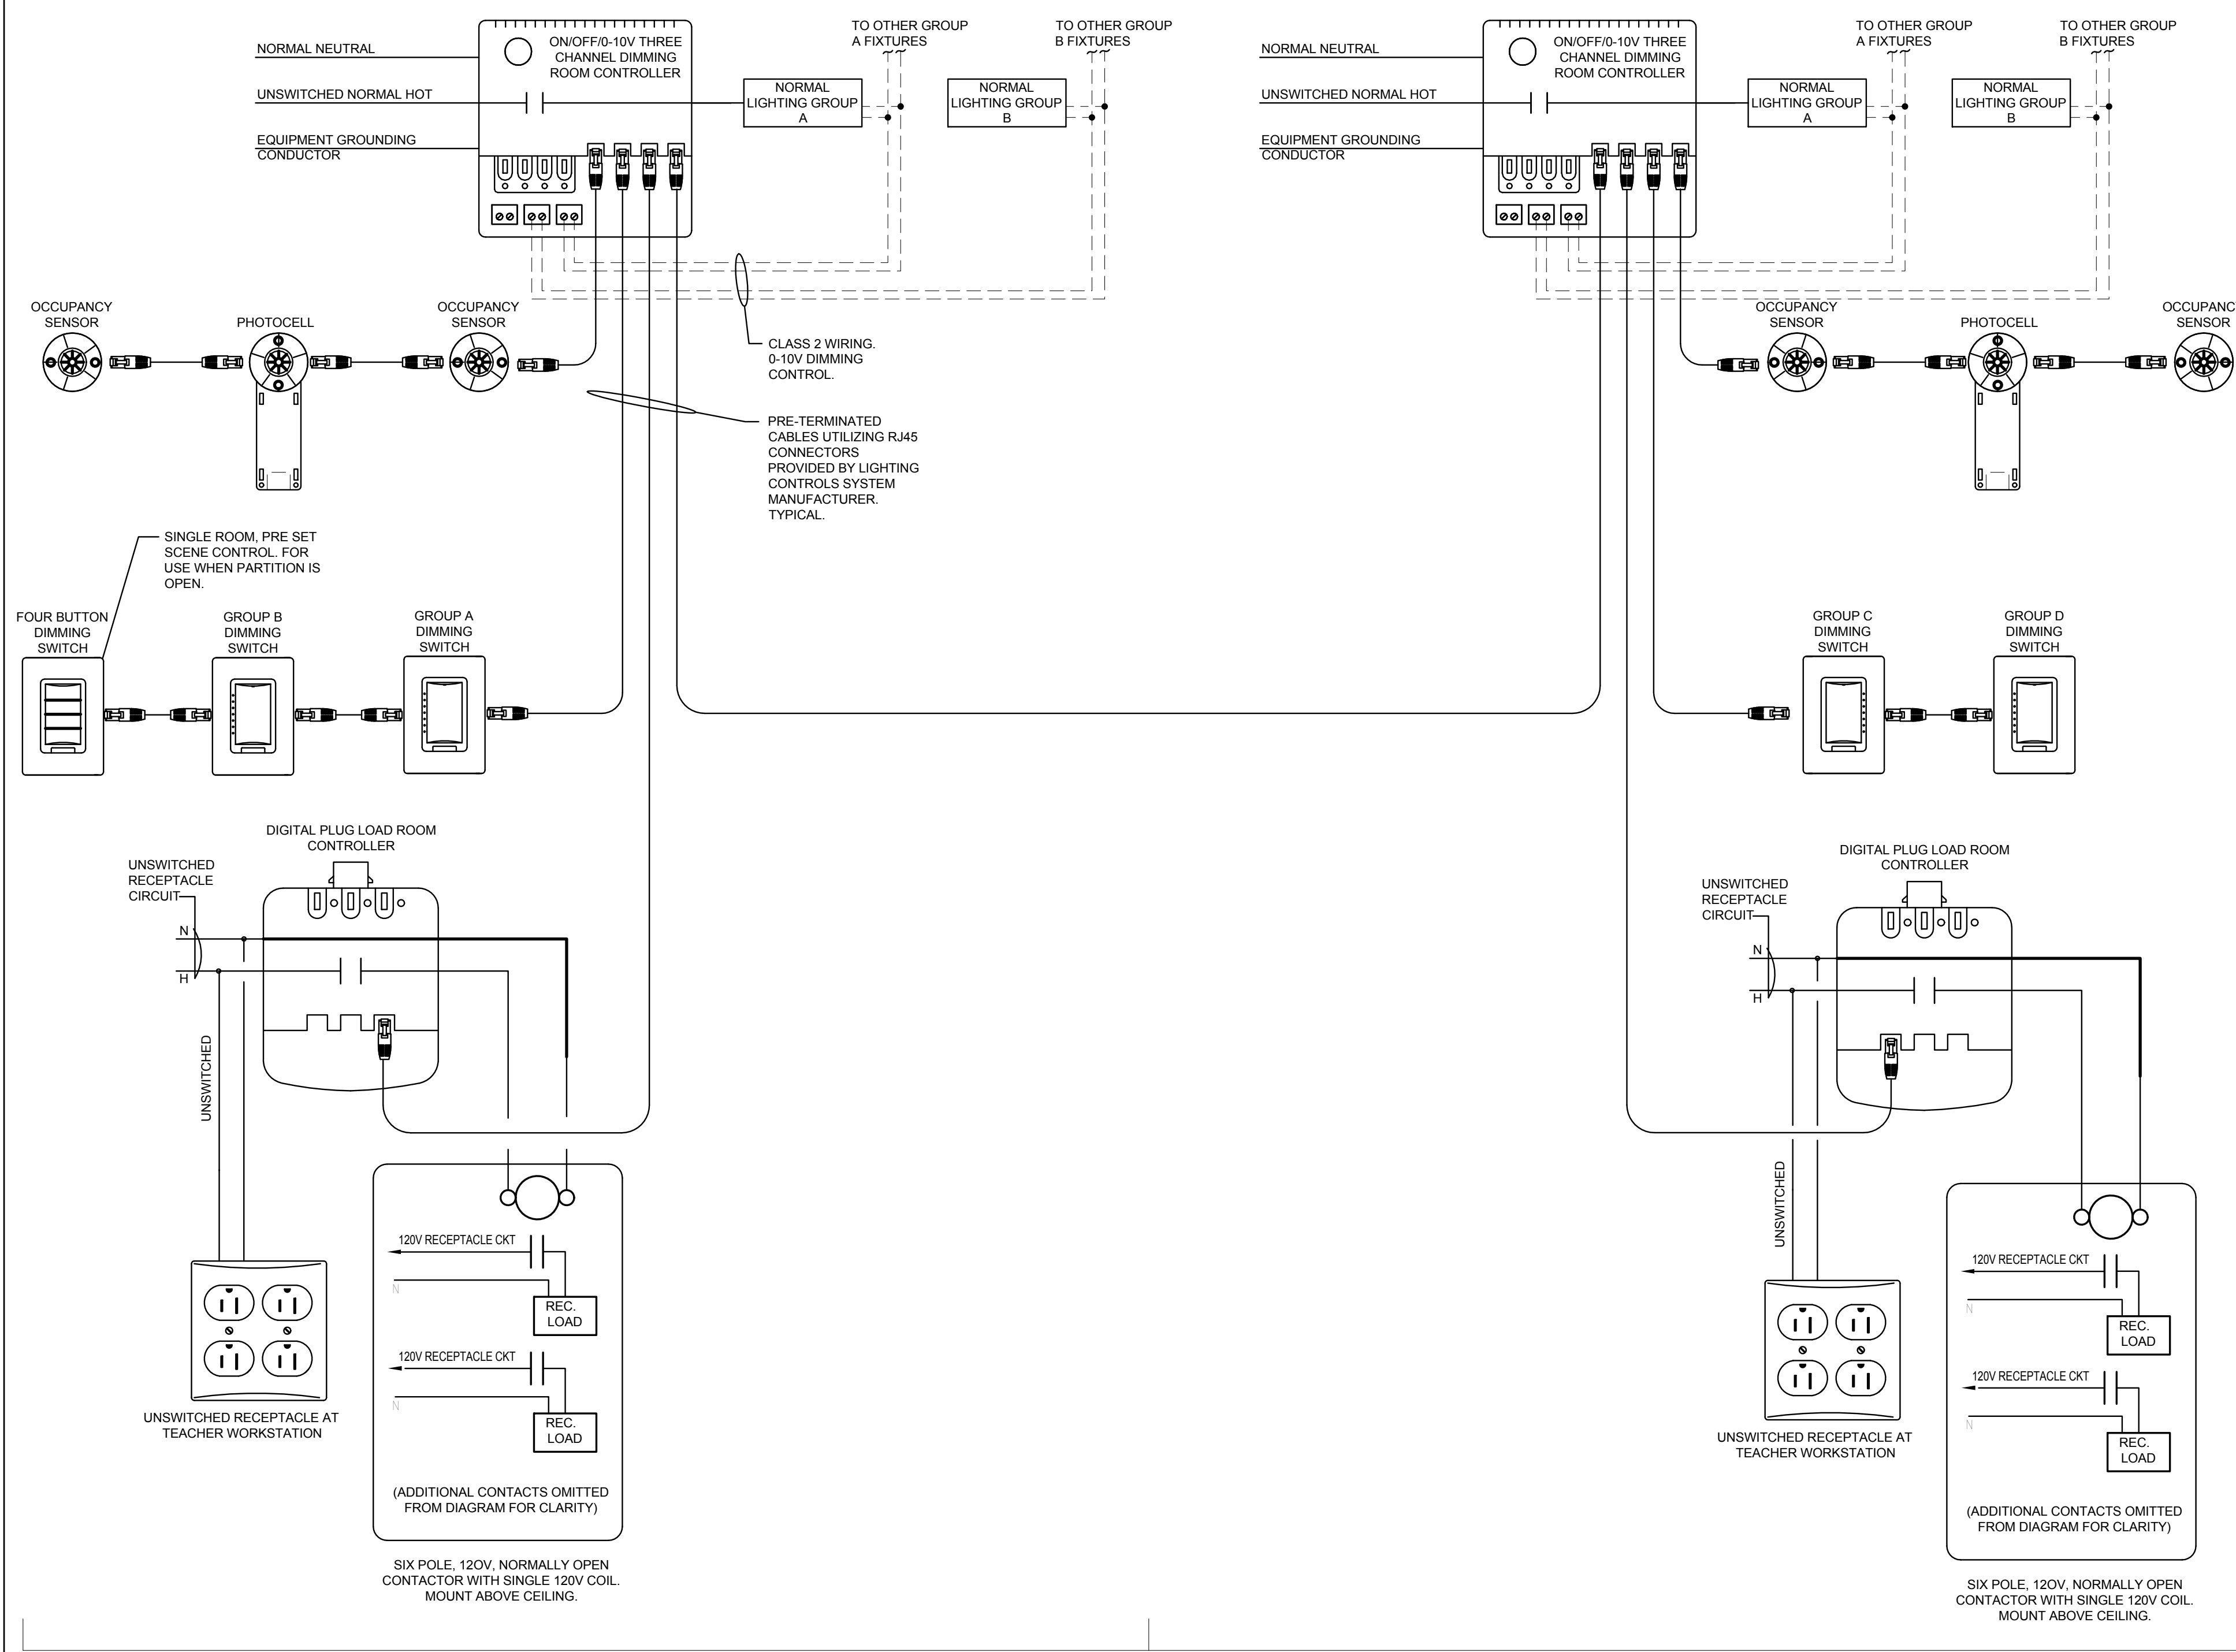 NORMAL NEUTRAL
UNSWITCHED NORMAL HOT
EQUIPMENT GROUNDING
CONDUCTOR
ON/OFF/0-10V THREE
CHANNEL DIMMING
ROOM CONTROLLER
NORMAL
LIGHTING GROUP
A
TO OTHER GROUP
A FIXTURES
NORMAL
LIGHTING GROUP
B
TO OTHER GROUP
B FIXTURES
NORMAL NEUTRAL
UNSWITCHED NORMAL HOT
EQUIPMENT GROUNDING
CONDUCTOR
ON/OFF/0-10V THREE
CHANNEL DIMMING
ROOM CONTROLLER
NORMAL
LIGHTING GROUP
A
TO OTHER GROUP
A FIXTURES
NORMAL
LIGHTING GROUP
B
TO OTHER GROUP
B FIXTURES
OCCUPANCY
SENSOR
PHOTOCELL
OCCUPANCY
SENSOR
CLASS 2 WIRING.
0-10V DIMMING
CONTROL.
PRE-TERMINATED
CABLES UTILIZING RJ45
CONNECTORS
PROVIDED BY LIGHTING
CONTROLS SYSTEM
MANUFACTURER.
TYPICAL.
OCCUPANCY
SENSOR
PHOTOCELL
OCCUPANC
SENSOR
SINGLE ROOM, PRE SET
SCENE CONTROL. FOR
USE WHEN PARTITION IS
OPEN.
FOUR BUTTON
DIMMING
SWITCH
GROUP B
DIMMING
SWITCH
GROUP A
DIMMING
SWITCH
GROUP C
DIMMING
SWITCH
GROUP D
DIMMING
SWITCH
DIGITAL PLUG LOAD ROOM
CONTROLLER
UNSWITCHED
RECEPTACLE
CIRCUIT
N
H
UNSWITCHED
120V RECEPTACLE CKT
N
REC.
LOAD
120V RECEPTACLE CKT
N
REC.
LOAD
UNSWITCHED RECEPTACLE AT
TEACHER WORKSTATION
(ADDITIONAL CONTACTS OMITTED
FROM DIAGRAM FOR CLARITY)
SIX POLE, 12OV, NORMALLY OPEN
CONTACTOR WITH SINGLE 120V COIL.
MOUNT ABOVE CEILING.
DIGITAL PLUG LOAD ROOM
CONTROLLER
UNSWITCHED
RECEPTACLE
CIRCUIT
N
H
UNSWITCHED
120V RECEPTACLE CKT
N
REC.
LOAD
120V RECEPTACLE CKT
N
REC.
LOAD
UNSWITCHED RECEPTACLE AT
TEACHER WORKSTATION
(ADDITIONAL CONTACTS OMITTED
FROM DIAGRAM FOR CLARITY)
SIX POLE, 12OV, NORMALLY OPEN
CONTACTOR WITH SINGLE 120V COIL.
MOUNT ABOVE CEILING.